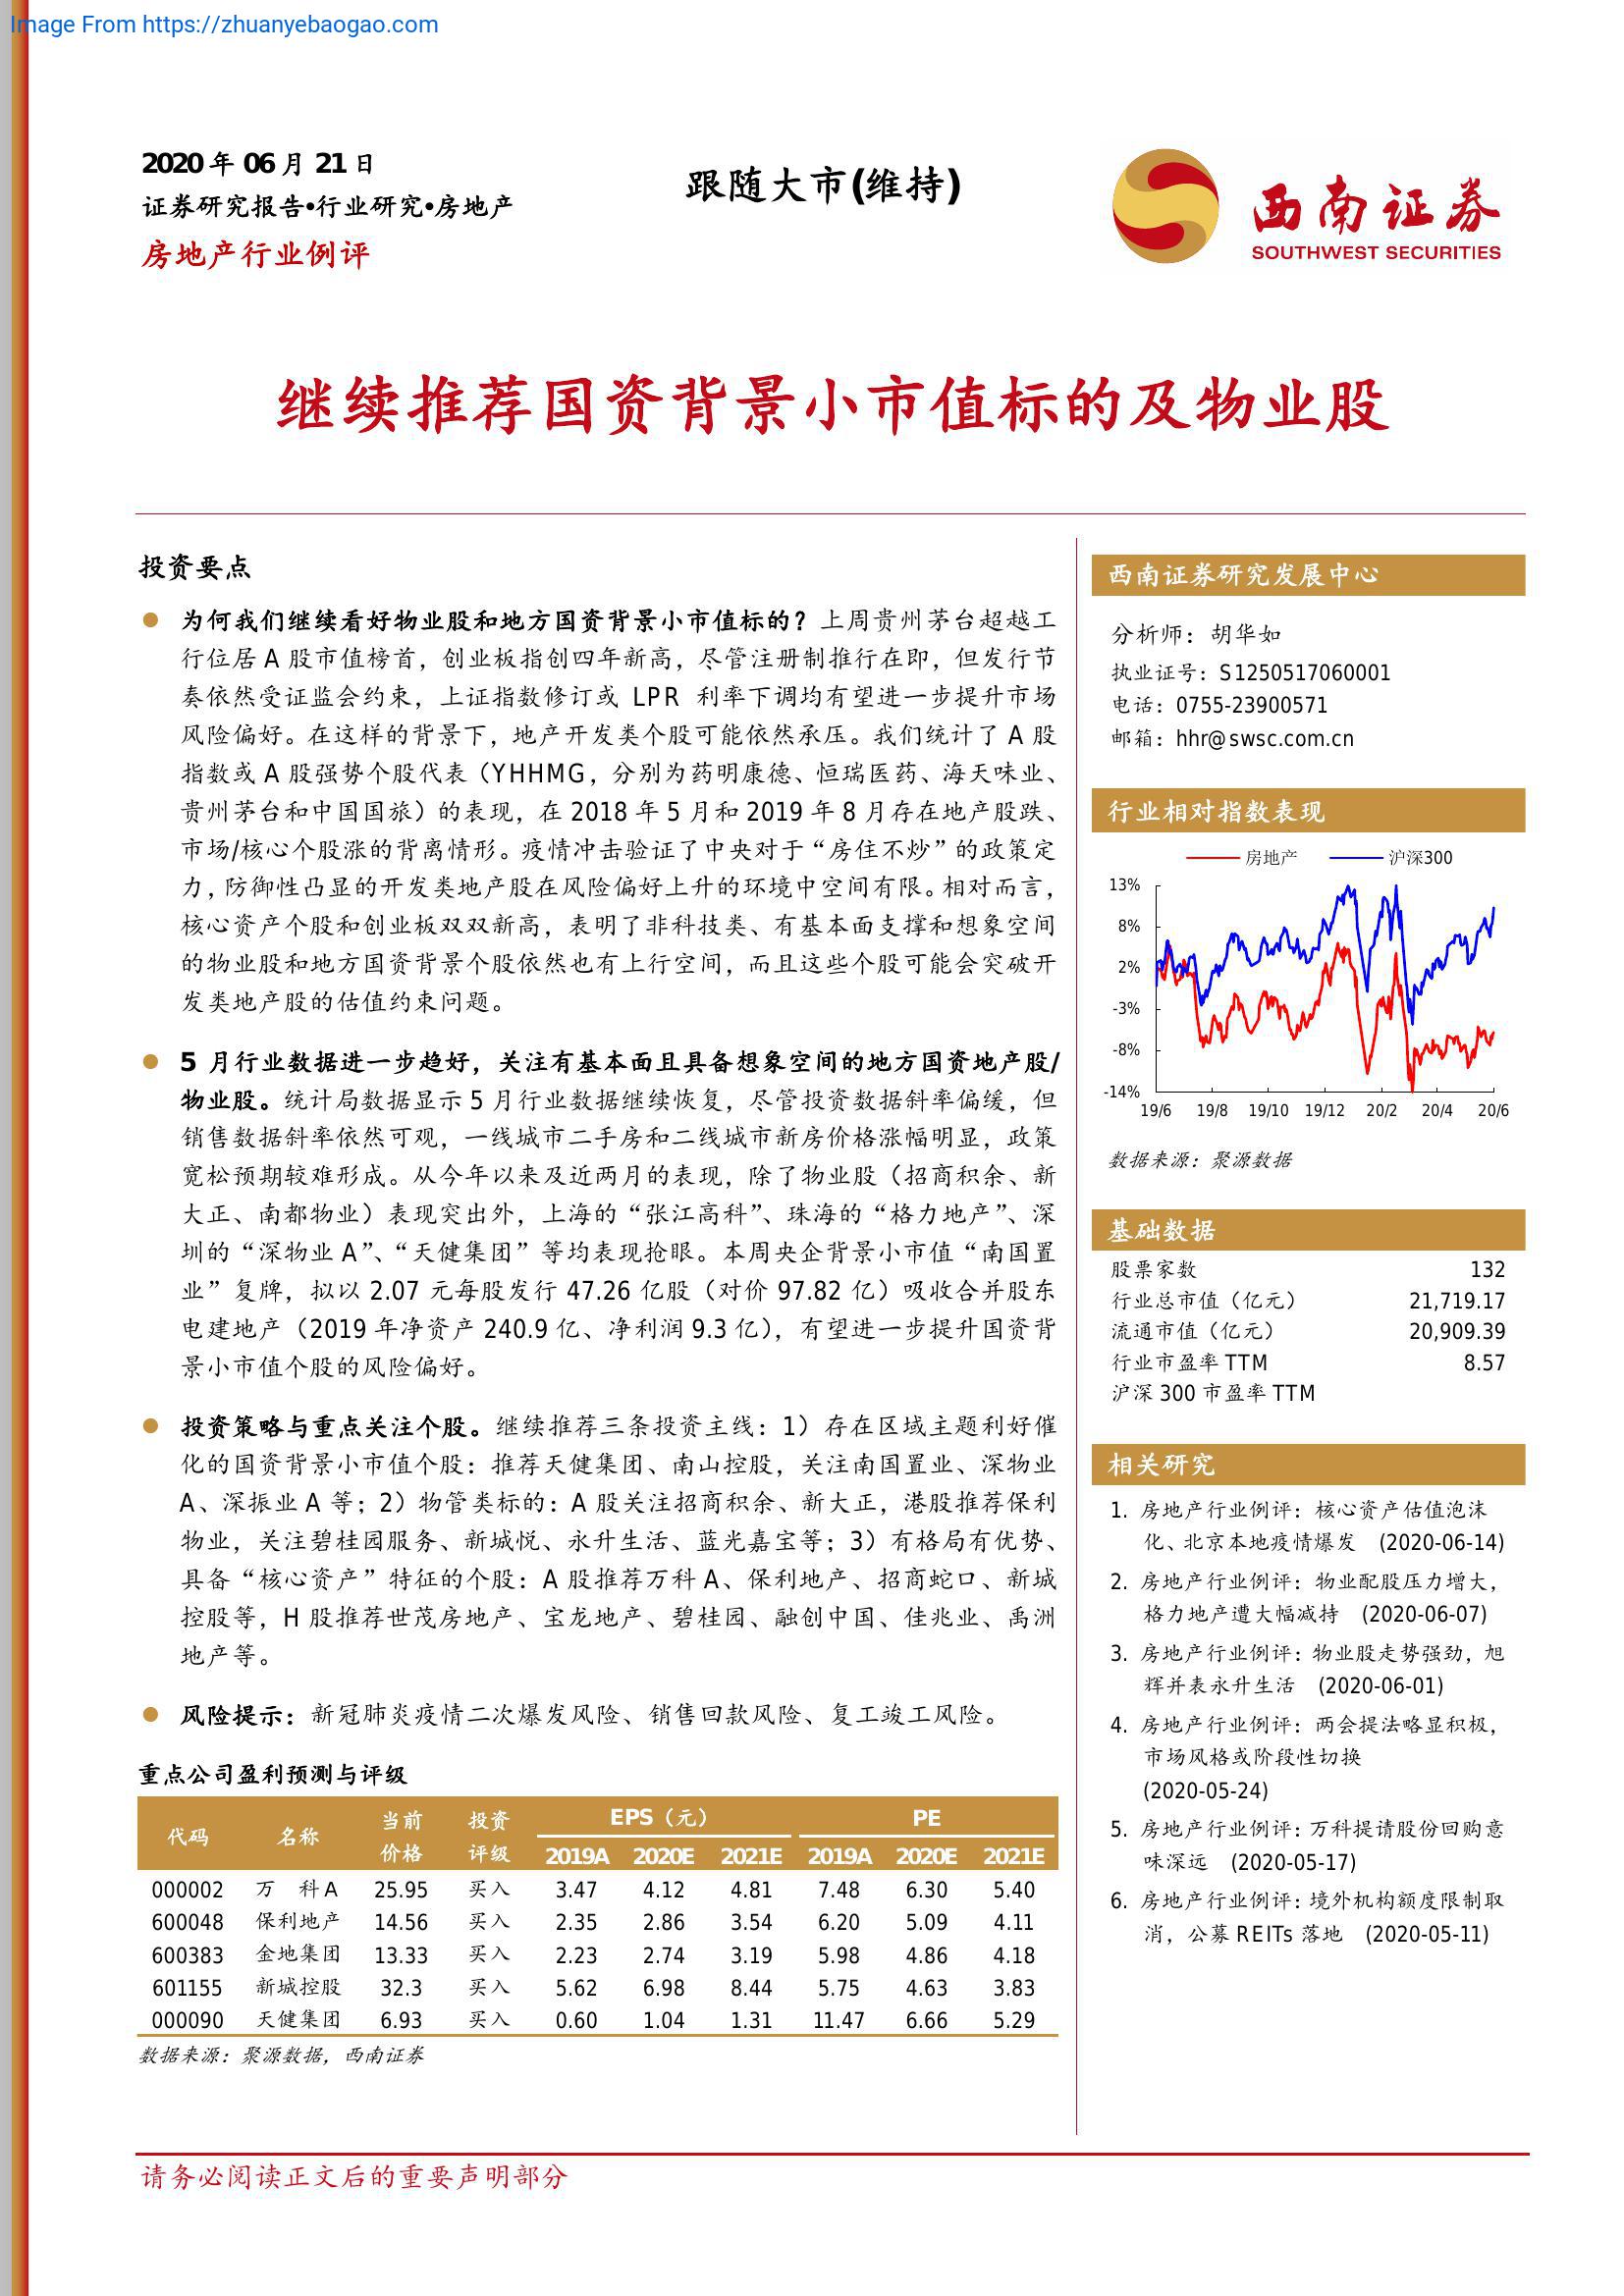 Image From https://zhuanyebaogao.com
2020 年 06 月 21 日
证券研究报告•行业研究•房地产
房地产行业例评
跟随大市(维持)
西南证券
SOUTHWEST SECURITIES
继续推荐国资背景小市值标的及物业股
投资要点
为何我们继续看好物业股和地方国资背景小市值标的？上周贵州茅台超越工
行位居 A 股市值榜首，创业板指创四年新高，尽管注册制推行在即，但发行节
奏依然受证监会约束，上证指数修订或 LPR 利率下调均有望进一步提升市场
风险偏好。在这样的背景下，地产开发类个股可能依然承压。我们统计了 A 股
指数或 A 股强势个股代表（YHHMG，分别为药明康德、恒瑞医药、海天味业、
贵州茅台和中国国旅）的表现，在 2018 年 5 月和 2019 年 8 月存在地产股跌、
市场/核心个股涨的背离情形。疫情冲击验证了中央对于“房住不炒”的政策定
力，防御性凸显的开发类地产股在风险偏好上升的环境中空间有限。相对而言，
核心资产个股和创业板双双新高，表明了非科技类、有基本面支撑和想象空间
的物业股和地方国资背景个股依然也有上行空间，而且这些个股可能会突破开
发类地产股的估值约束问题。
5 月行业数据进一步趋好，关注有基本面且具备想象空间的地方国资地产股/
物业股。统计局数据显示 5 月行业数据继续恢复，尽管投资数据斜率偏缓，但
销售数据斜率依然可观，一线城市二手房和二线城市新房价格涨幅明显，政策
宽松预期较难形成。从今年以来及近两月的表现，除了物业股（招商积余、新
大正、南都物业）表现突出外，上海的“张江高科”、珠海的“格力地产”、深
圳的“深物业 A”、“天健集团”等均表现抢眼。本周央企背景小市值“南国置
业”复牌，拟以 2.07 元每股发行 47.26 亿股（对价 97.82 亿）吸收合并股东
电建地产（2019 年净资产 240.9 亿、净利润 9.3 亿），有望进一步提升国资背
景小市值个股的风险偏好。
投资策略与重点关注个股。继续推荐三条投资主线：1）存在区域主题利好催
化的国资背景小市值个股：推荐天健集团、南山控股，关注南国置业、深物业
A、深振业 A 等；2）物管类标的：A 股关注招商积余、新大正，港股推荐保利
物业，关注碧桂园服务、新城悦、永升生活、蓝光嘉宝等；3）有格局有优势、
具备“核心资产”特征的个股：A 股推荐万科 A、保利地产、招商蛇口、新城
控股等，H 股推荐世茂房地产、宝龙地产、碧桂园、融创中国、佳兆业、禹洲
地产等。
风险提示：新冠肺炎疫情二次爆发风险、销售回款风险、复工竣工风险。
重点公司盈利预测与评级
代码 名称 当前价格 投资评级 EPS（元） PE
2019A 2020E 2021E 2019A 2020E 2021E
000002 万 科A 25.95 买入 3.47 4.12 4.81 7.48 6.30 5.40
600048 保利地产 14.56 买入 2.35 2.86 3.54 6.20 5.09 4.11
600383 金地集团 13.33 买入 2.23 2.74 3.19 5.98 4.86 4.18
601155 新城控股 32.3 买入 5.62 6.98 8.44 5.75 4.63 3.83
000090 天健集团 6.93 买入 0.60 1.04 1.31 11.47 6.66 5.29
数据来源：聚源数据，西南证券
西南证券研究发展中心
分析师：胡华如
执业证号：S1250517060001
电话：0755-23900571
邮箱：hhr@swsc.com.cn
行业相对指数表现
房地产 沪深300
13%
8%
2%
-3%
-8%
-14%
19/6 19/8 19/10 19/12 20/2 20/4 20/6
数据来源：聚源数据
基础数据
股票家数 132
行业总市值（亿元） 21,719.17
流通市值（亿元） 20,909.39
行业市盈率 TTM 8.57
沪深 300 市盈率 TTM
相关研究
1. 房地产行业例评：核心资产估值泡沫
化、北京本地疫情爆发 (2020-06-14)
2. 房地产行业例评：物业配股压力增大，
格力地产遭大幅减持 (2020-06-07)
3. 房地产行业例评：物业股走势强劲，旭
辉并表永升生活 (2020-06-01)
4. 房地产行业例评：两会提法略显积极，
市场风格或阶段性切换
(2020-05-24)
5. 房地产行业例评：万科提请股份回购意
味深远 (2020-05-17)
6. 房地产行业例评：境外机构额度限制取
消，公募 REITs 落地 (2020-05-11)
请务必阅读正文后的重要声明部分